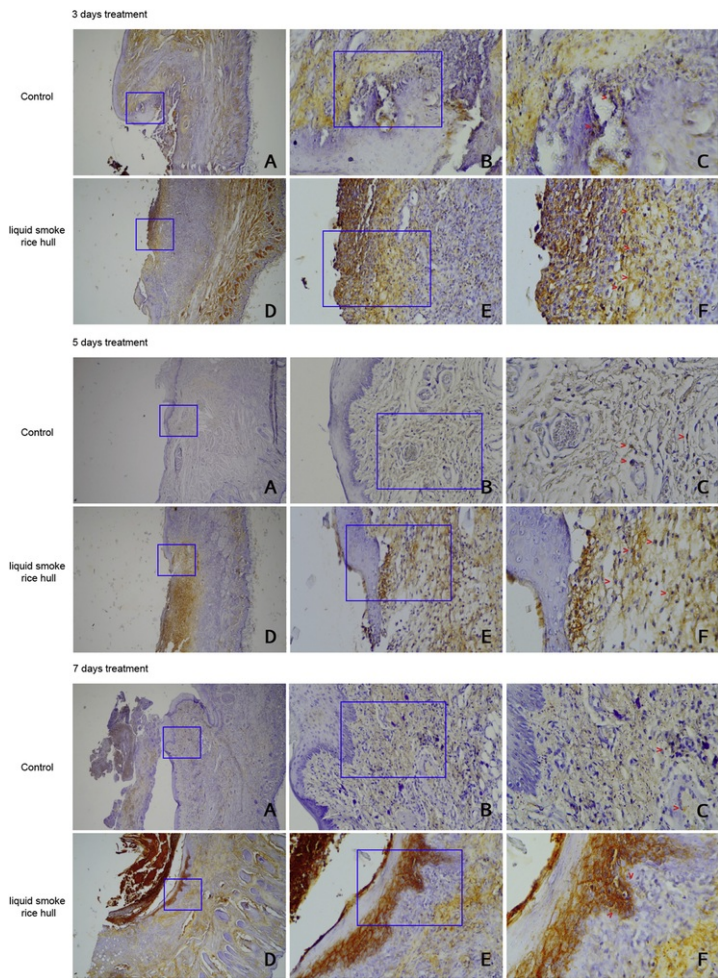 3 days treatment
Control
A
B
C
liquid smoke
rice hull
D
E
F
5 days treatment
Control
A
B
C
liquid smoke
rice hull
D
E
F
7 days treatment
Control
A
B
C
liquid smoke
rice hull
D
E
F